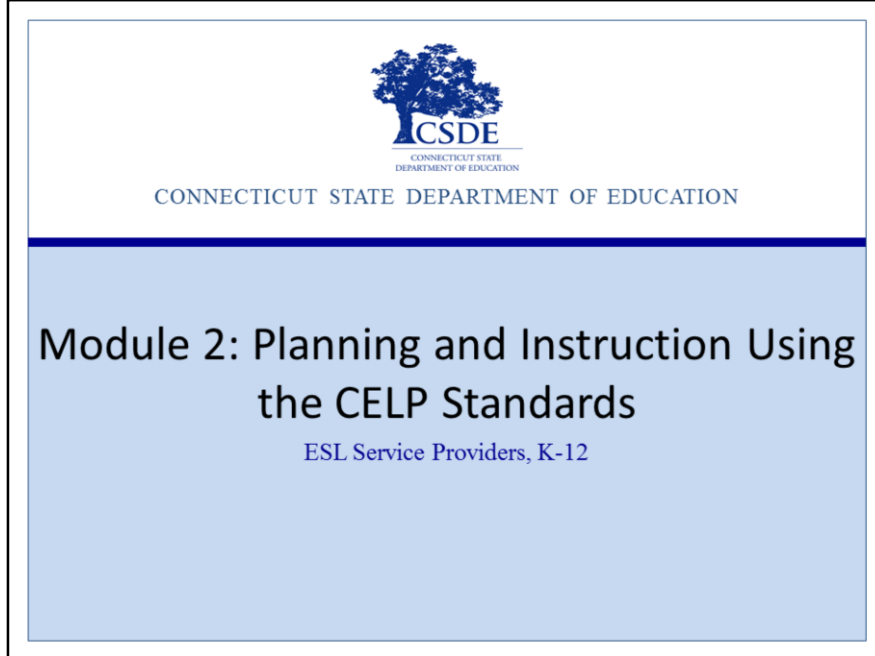 CSDE
CONNECTICUT STATE
DEPARTMENT OF EDUCATION
CONNECTICUT STATE DEPARTMENT OF EDUCATION
Module 2: Planning and Instruction Using
the CELP Standards
ESL Service Providers, K-12